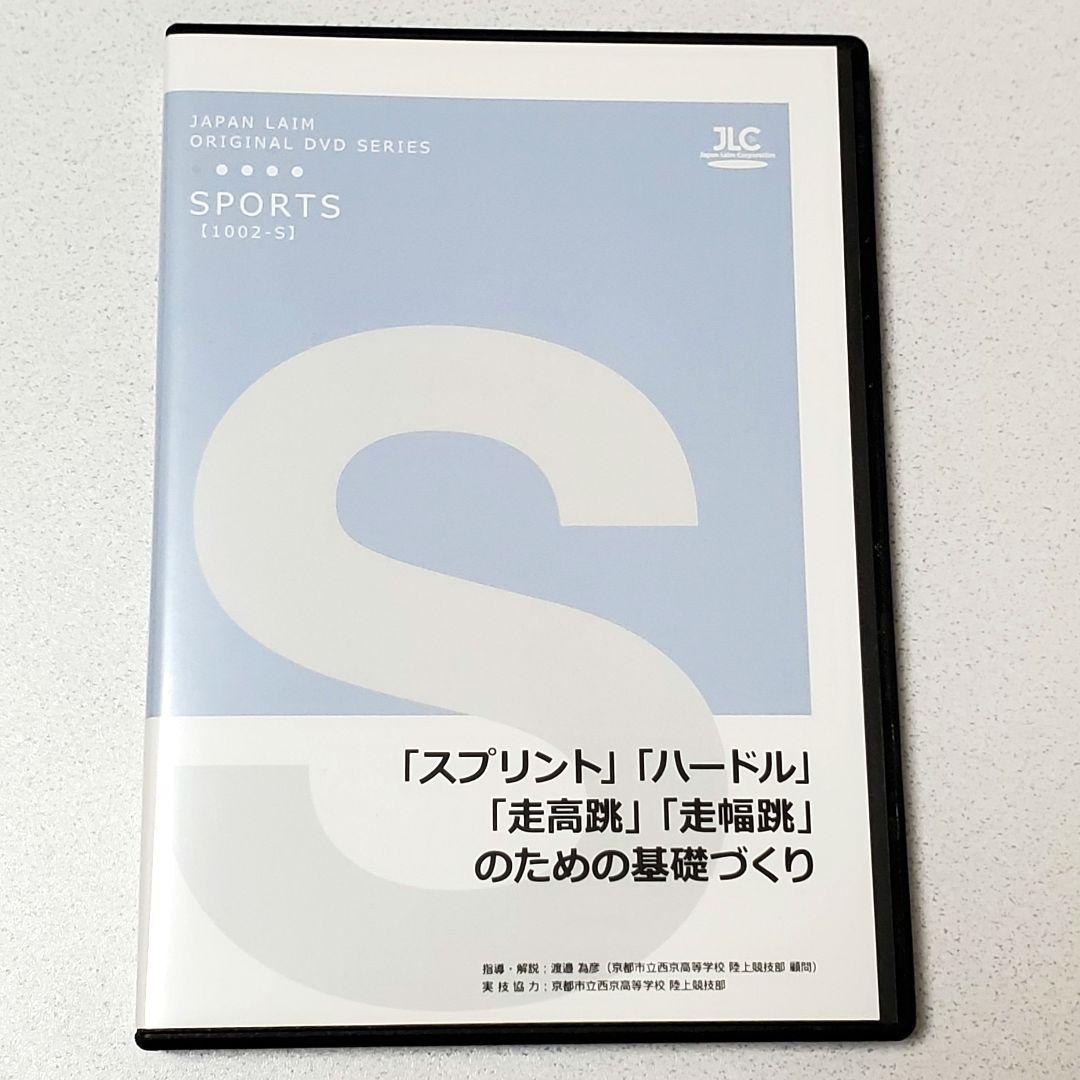 JAPAN LAIM
ORIGINAL DVD SERIES
SPORTS
【1002-S】
JLC
Japan Laim Corporation
S
「スプリント」「ハードル」
「走高跳」「走幅跳」
のための基礎づくり
指導・解説：渡邉 為彦（京都市立西京高等学校 陸上競技部 顧問）
実 技 協 力：京都市立西京高等学校 陸上競技部